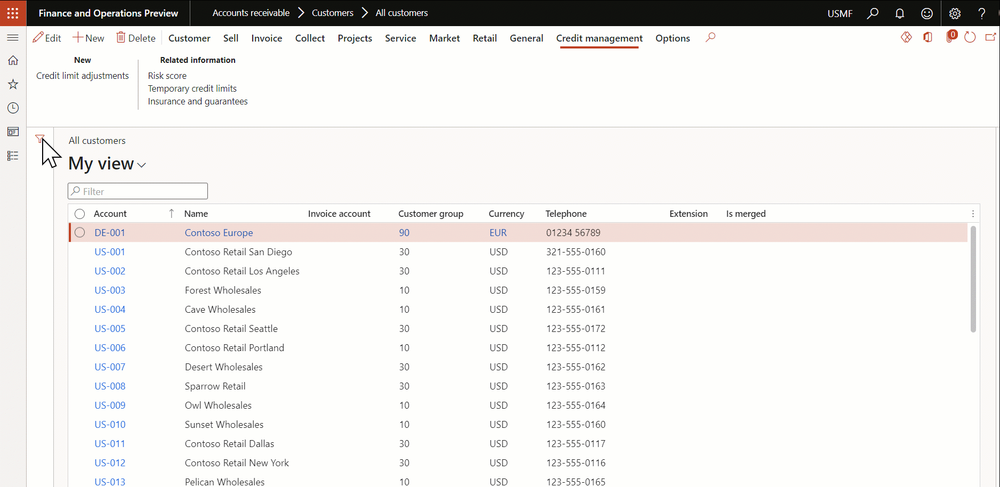 Finance and Operations Preview Accounts receivable Customers All customers USMF ?
Edit New Delete Customer Sell Invoice Collect Projects Service Market Retail General Credit management Options 0
New Related information
Credit limit adjustments Risk score
Temporary credit limits
Insurance and guarantees
All customers
My view
Filter
Account Name Invoice account Customer group Currency Telephone Extension Is merged
DE-001 Contoso Europe 90 EUR 01234 56789
US-001 Contoso Retail San Diego 30 USD 321-555-0160
US-002 Contoso Retail Los Angeles 30 USD 123-555-0111
US-003 Forest Wholesales 10 USD 123-555-0159
US-004 Cave Wholesales 10 USD 123-555-0161
US-005 Contoso Retail Seattle 30 USD 123-555-0172
US-006 Contoso Retail Portland 10 USD 123-555-0112
US-007 Desert Wholesales 30 USD 123-555-0162
US-008 Sparrow Retail 30 USD 123-555-0163
US-009 Owl Wholesales 10 USD 123-555-0164
US-010 Sunset Wholesales 10 USD 123-555-0160
US-011 Contoso Retail Dallas 30 USD 123-555-0117
US-012 Contoso Retail New York 30 USD 123-555-0116
US-013 Pelican Wholesales 10 USD 123-555-0165